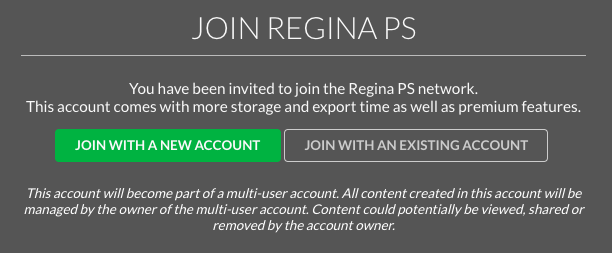 JOIN REGINA PS
You have been invited to join the Regina PS network.
This account comes with more storage and export time as well as premium features.
JOIN WITH A NEW ACCOUNT
JOIN WITH AN EXISTING ACCOUNT
This account will become part of a multi-user account. All content created in this account will be
managed by the owner of the multi-user account. Content could potentially be viewed, shared or
removed by the account owner.